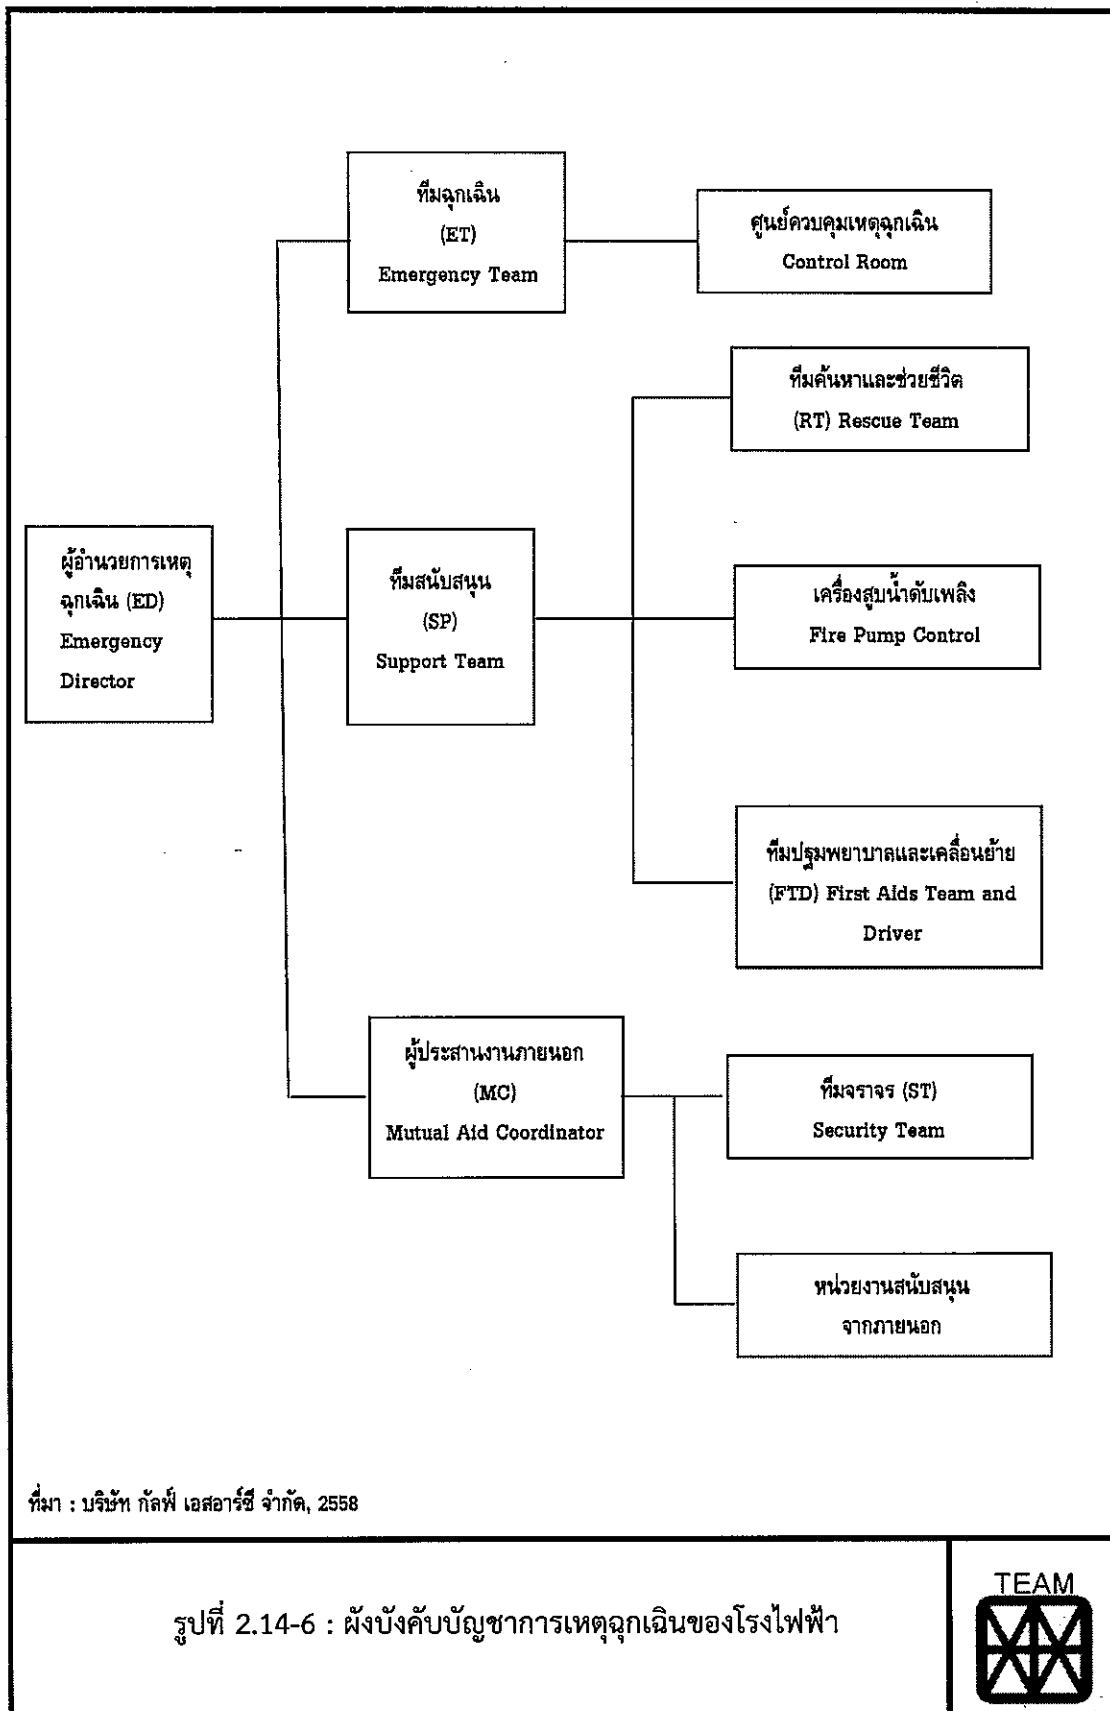 ทีมฉุกเฉิน
(ET)
Emergency Team
ศูนย์ควบคุมเหตุฉุกเฉิน
Control Room
ทีมค้นหาและช่วยชีวิต
(RT) Rescue Team
ผู้อำนวยการเหตุ
ฉุกเฉิน (ED)
Emergency
Director
ทีมสนับสนุน
(SP)
Support Team
เครื่องสูบน้ำดับเพลิง
Fire Pump Control
ทีมปฐมพยาบาลและเคลื่อนย้าย
(FTD) First Aids Team and
Driver
ผู้ประสานงานภายนอก
(MC)
Mutual Aid Coordinator
ทีมจราจร (ST)
Security Team
หน่วยงานสนับสนุน
จากภายนอก
ที่มา : บริษัท กัลฟ์ เอสอาร์ซี จำกัด, 2558
รูปที่ 2.14-6 : ผังบังคับบัญชาการเหตุฉุกเฉินของโรงไฟฟ้า
TEAM